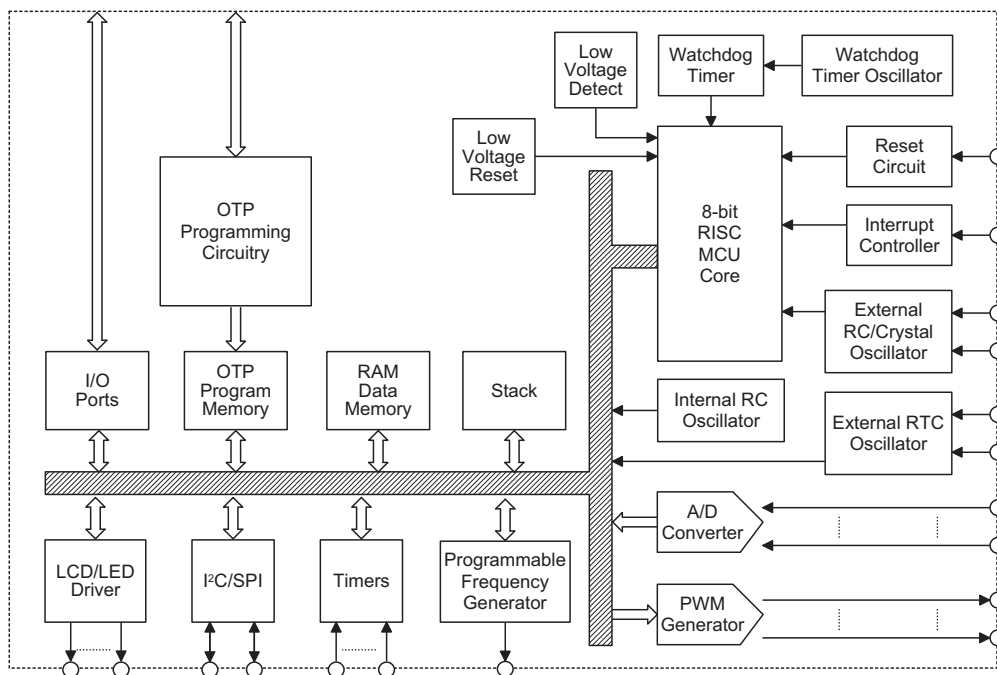 Low
Voltage
Detect
Watchdog
Timer
Watchdog
Timer Oscillator
Low
Voltage
Reset
Reset
Circuit
OTP
Programming
Circuitry
8-bit
RISC
MCU
Core
Interrupt
Controller
External
RC/Crystal
Oscillator
I/O
Ports
OTP
Program
Memory
RAM
Data
Memory
Stack
Internal RC
Oscillator
External RTC
Oscillator
A/D
Converter
LCD/LED
Driver
I²C/SPI
Timers
Programmable
Frequency
Generator
PWM
Generator